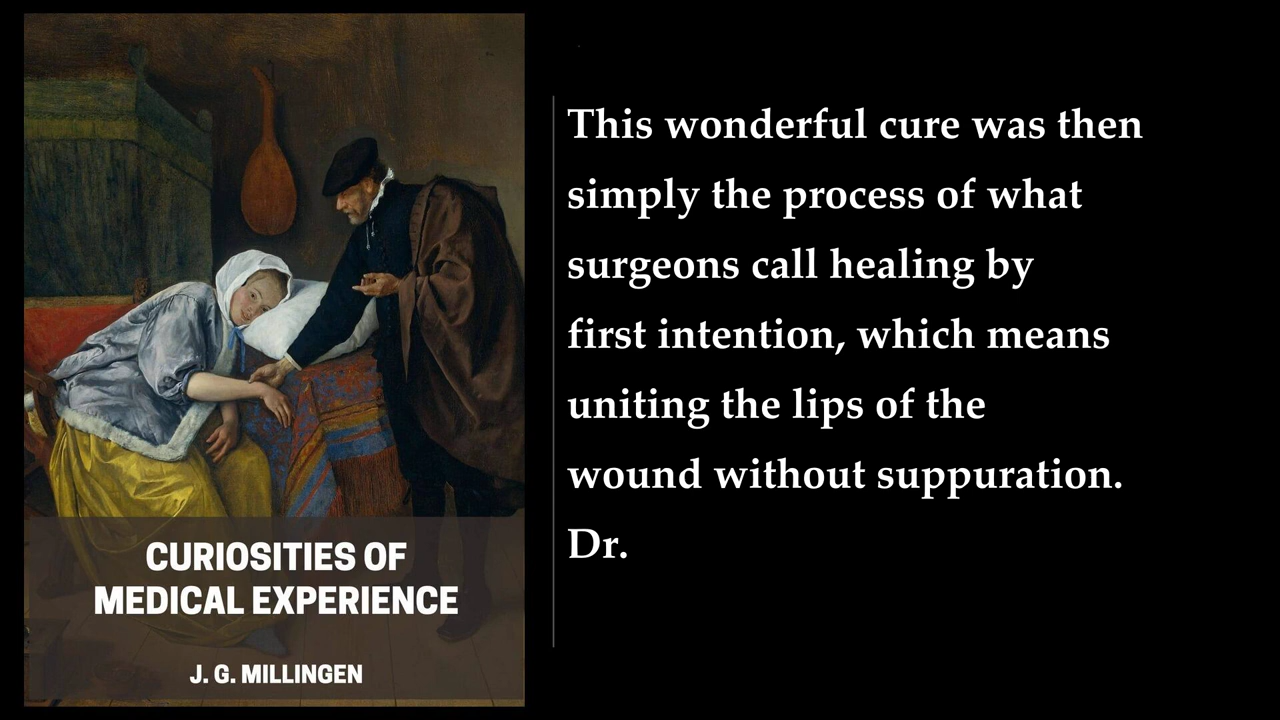 This wonderful cure was then
simply the process of what
surgeons call healing by
first intention, which means
uniting the lips of the
wound without suppuration.
Dr.
CURIOSITIES OF
MEDICAL EXPERIENCE
J. G. MILLINGEN